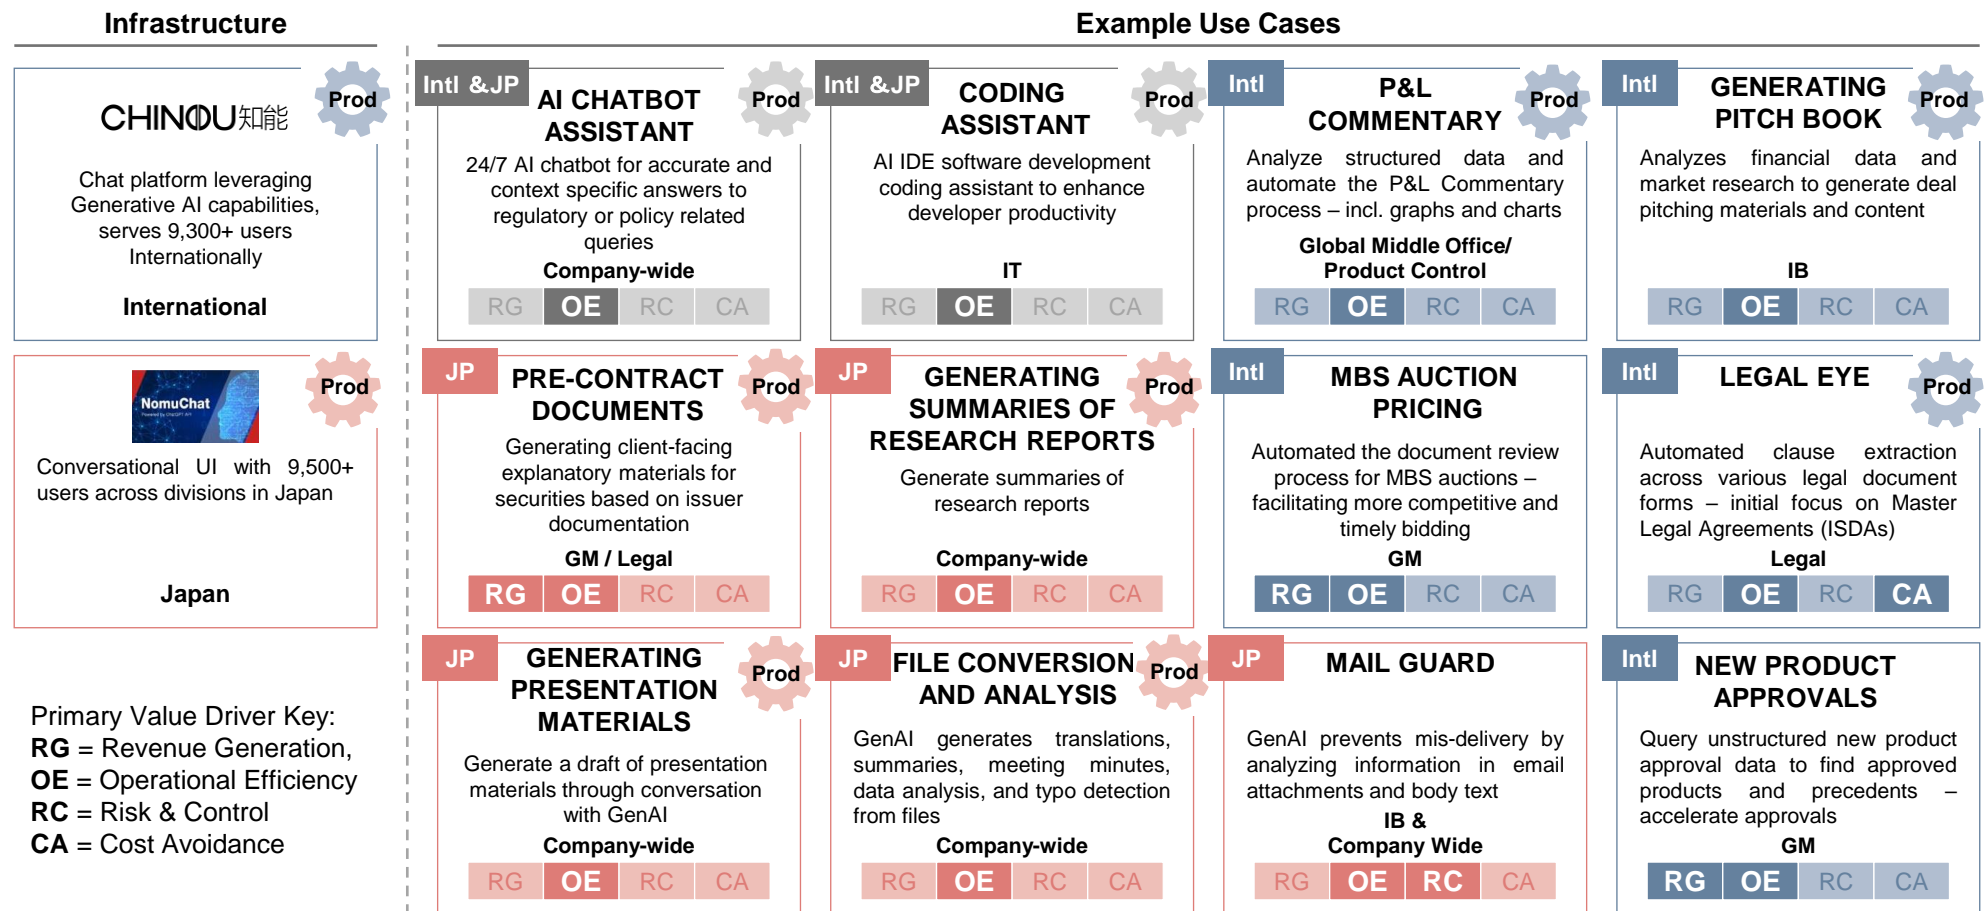 Infrastructure
Example Use Cases
Prod
CHINOU知能
Chat platform leveraging
Generative AI capabilities,
serves 9,300+ users
Internationally
International
Intl &JP
AI CHATBOT
ASSISTANT
Prod
24/7 AI chatbot for accurate and
context specific answers to
regulatory or policy related
queries
Company-wide
RG OE RC CA
Intl &JP
CODING
ASSISTANT
Prod
AI IDE software development
coding assistant to enhance
developer productivity
IT
RG OE RC CA
Intl
P&L
COMMENTARY
Prod
Analyze structured data and
automate the P&L Commentary
process – incl. graphs and charts
Global Middle Office/
Product Control
RG OE RC CA
Intl
GENERATING
PITCH BOOK
Prod
Analyzes financial data and
market research to generate deal
pitching materials and content
IB
RG OE RC CA
Prod
NomuChat
Powered by ChatGPT API
Conversational UI with 9,500+
users across divisions in Japan
Japan
JP
PRE-CONTRACT
DOCUMENTS
Prod
Generating client-facing
explanatory materials for
securities based on issuer
documentation
GM / Legal
RG OE RC CA
JP
GENERATING
SUMMARIES OF
RESEARCH REPORTS
Prod
Generate summaries of
research reports
Company-wide
RG OE RC CA
Intl
MBS AUCTION
PRICING
Automated the document review
process for MBS auctions –
facilitating more competitive and
timely bidding
GM
RG OE RC CA
Intl
LEGAL EYE
Prod
Automated clause extraction
across various legal document
forms – initial focus on Master
Legal Agreements (ISDAs)
Legal
RG OE RC CA
Primary Value Driver Key:
RG = Revenue Generation,
OE = Operational Efficiency
RC = Risk & Control
CA = Cost Avoidance
JP
GENERATING
PRESENTATION
MATERIALS
Prod
Generate a draft of presentation
materials through conversation
with GenAI
Company-wide
RG OE RC CA
JP
FILE CONVERSION
AND ANALYSIS
Prod
GenAI generates translations,
summaries, meeting minutes,
data analysis, and typo detection
from files
Company-wide
RG OE RC CA
JP
MAIL GUARD
GenAI prevents mis-delivery by
analyzing information in email
attachments and body text
IB &
Company Wide
RG OE RC CA
Intl
NEW PRODUCT
APPROVALS
Query unstructured new product
approval data to find approved
products and precedents –
accelerate approvals
GM
RG OE RC CA